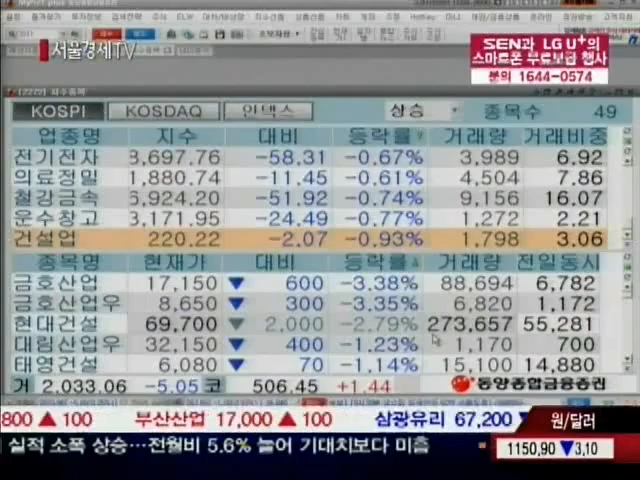 서울경제TV
SEN과 LG U+의
스마트폰 무료보급 행사
문의 1644-0574
KOSPI KOSDAQ 인덱스 상승 종목수 49
업종명 지수 대비 등락률 거래량 거래비중
전기전자 8,697.76 -58.31 -0.67% 3,989 6.92
의료정밀 1,880.74 -11.45 -0.61% 4,504 7.86
철강금속 6,924.20 -51.92 -0.74% 9,156 16.07
운수창고 3,171.95 -24.49 -0.77% 1,272 2.21
건설업 220.22 -2.07 -0.93% 1,798 3.06
종목명 현재가 대비 등락률 거래량 전일동시
금호산업 17,150 ▼ 600 -3.38% 88,694 6,782
금호산업우 8,650 ▼ 300 -3.35% 6,820 1,172
현대건설 69,700 ▼ 2,000 -2.79% 273,657 55,281
대림산업우 32,150 ▼ 400 -1.23% 1,170 700
태영건설 6,080 ▼ 70 -1.14% 15,100 14,880
거 2,033.06 -5.05 코 506.45 +1.44 동양종합금융증권
800 ▲ 100 부산산업 17,000 ▲ 100 삼광유리 67,200 ▼ 원/달러
실적 소폭 상승...전월비 5.6% 늘어 기대치보다 미흡 1150,90 ▼3,10